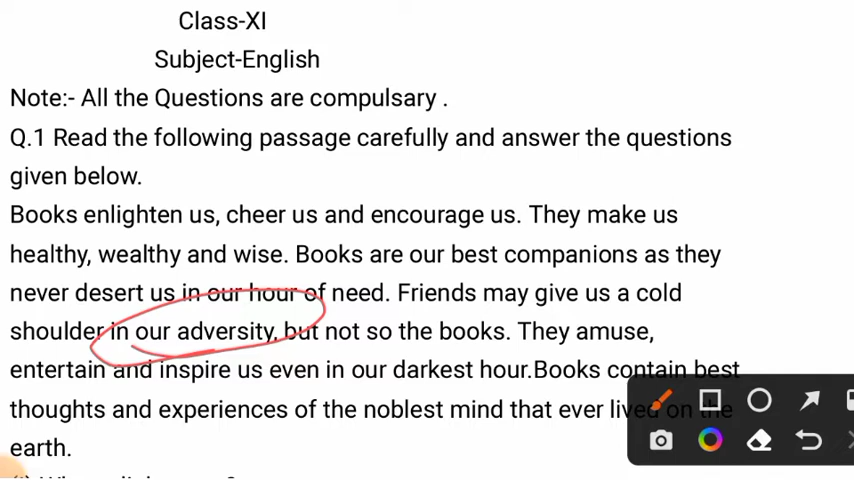 Class-XI
Subject-English
Note:- All the Questions are compulsary .
Q.1 Read the following passage carefully and answer the questions
given below.
Books enlighten us, cheer us and encourage us. They make us
healthy, wealthy and wise. Books are our best companions as they
never desert us in our hour of need. Friends may give us a cold
shoulder in our adversity, but not so the books. They amuse,
entertain and inspire us even in our darkest hour.Books contain best
thoughts and experiences of the noblest mind that ever lived on the
earth.